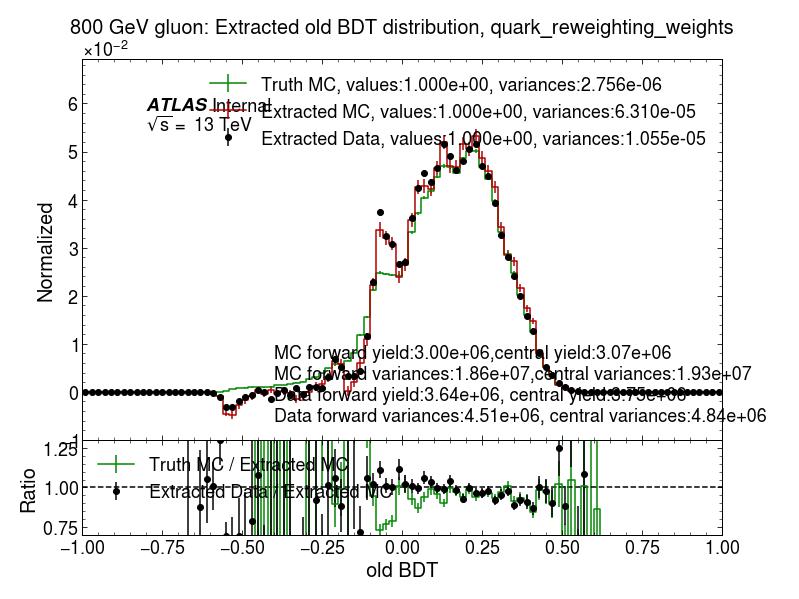 800 GeV gluon: Extracted old BDT distribution, quark_reweighting_weights
×10⁻²
Truth MC, values:1.000e+00, variances:2.756e-06
ATLAS Internal
Extracted MC, values:1.000e+00, variances:6.310e-05
√s = 13 TeV
Extracted Data, values:1.000e+00, variances:1.055e-05
6
5
4
3
2
1
0
Normalized
MC forward yield:3.00e+06,central yield:3.07e+06
MC forward variances:1.86e+07,central variances:1.93e+07
Data forward yield:3.64e+06, central yield:3.75e+06
Data forward variances:4.51e+06, central variances:4.84e+06
1.25
1.00
0.75
Ratio
Truth MC / Extracted MC
Extracted Data / Extracted MC
−1.00 −0.75 −0.50 −0.25 0.00 0.25 0.50 0.75 1.00
old BDT